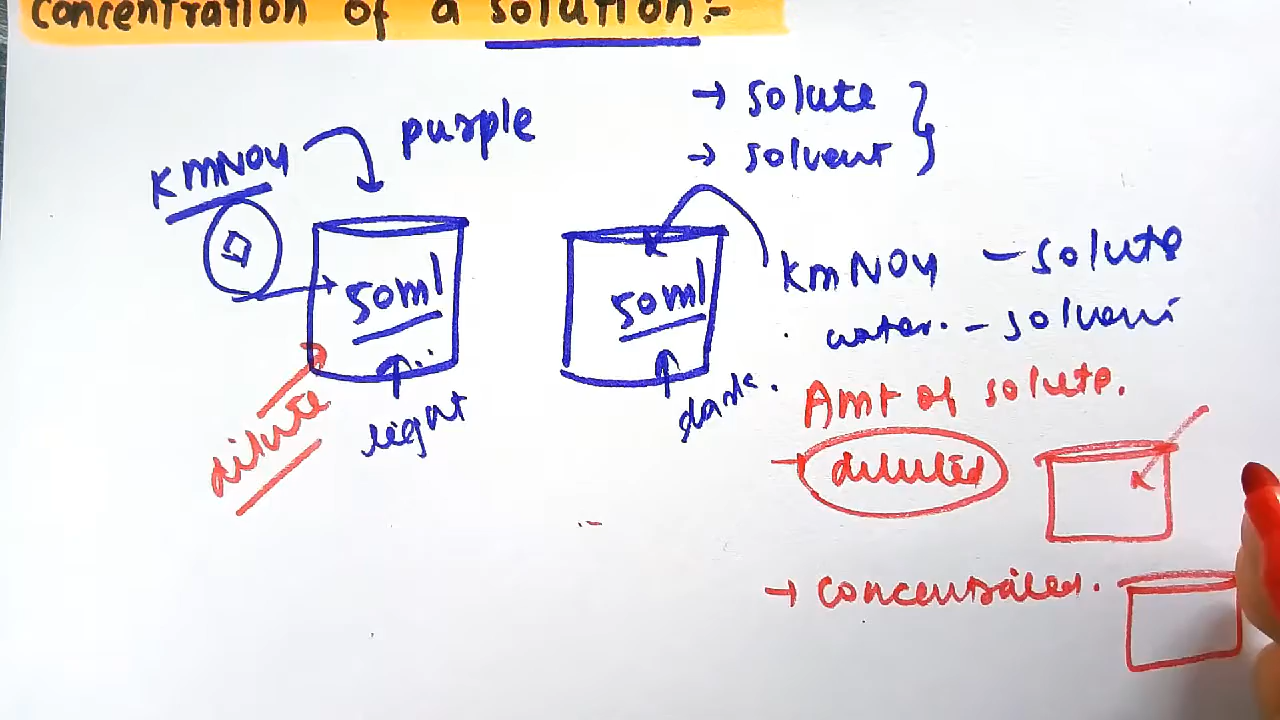 concentration of a solution:-
→ solute
→ solvent
KMNO4
purple
50ml
50ml
KMNO4 - solute
water. - solvent
light
dark.
dilute
Amt of solute.
→ diluted
→ concentrated.